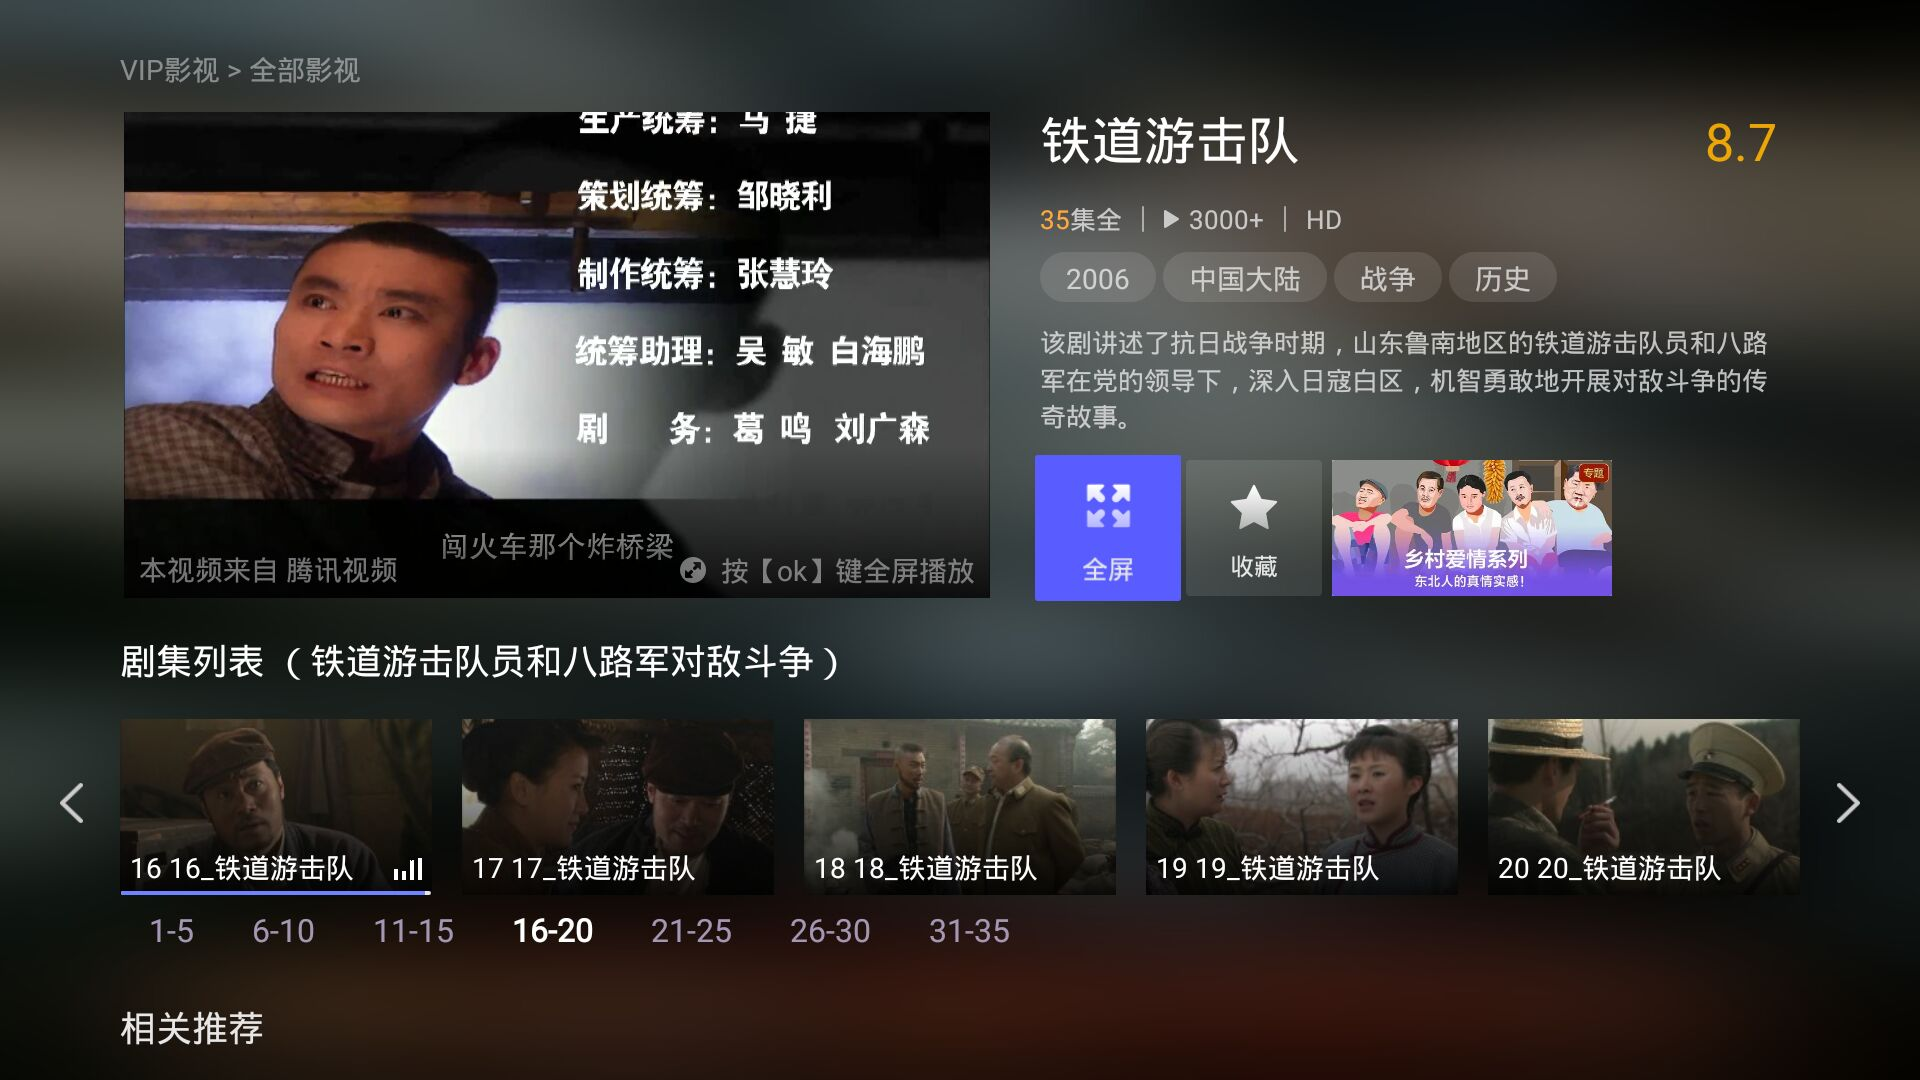 VIP影视 > 全部影视
生产统筹：马 捷
策划统筹：邹晓利
制作统筹：张慧玲
统筹助理：吴 敏 白海鹏
剧 务：葛 鸣 刘广森
闯火车那个炸桥梁
本视频来自 腾讯视频
按【ok】键全屏播放
铁道游击队
8.7
35集全 | 3000+ | HD
2006 中国大陆 战争 历史
该剧讲述了抗日战争时期，山东鲁南地区的铁道游击队员和八路
军在党的领导下，深入日寇白区，机智勇敢地开展对敌斗争的传
奇故事。
全屏
收藏
专题
乡村爱情系列
东北人的真情实感！
剧集列表 （铁道游击队员和八路军对敌斗争）
16 16_铁道游击队
17 17_铁道游击队
18 18_铁道游击队
19 19_铁道游击队
20 20_铁道游击队
1-5 6-10 11-15 16-20 21-25 26-30 31-35
相关推荐